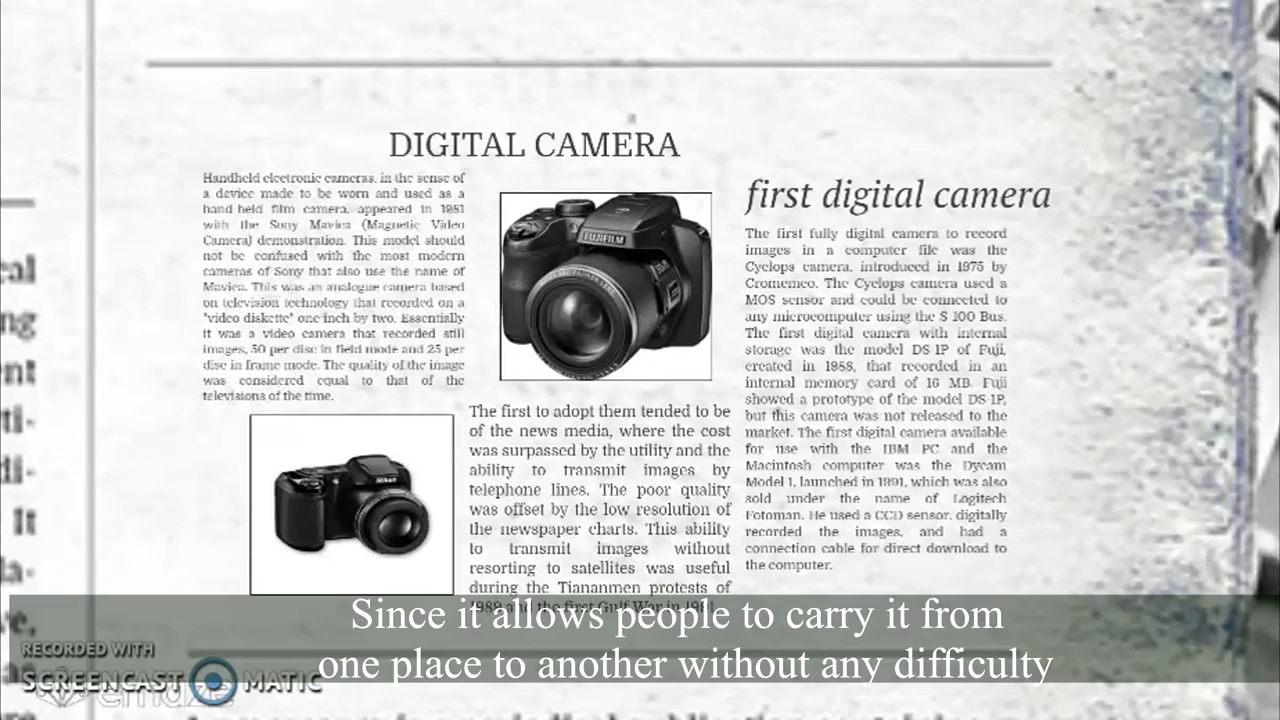 DIGITAL CAMERA
Handheld electronic cameras, in the sense of
a device made to be worn and used as a
hand held film camera, appeared in 1981
with the Sony Mavica (Magnetic Video
Camera) demonstration. This model should
not be confused with the most modern
cameras of Sony that also use the name of
Mavica. This was an analogue camera based
on television technology that recorded on a
"video diskette" one inch by two. Essentially
it was a video camera that recorded still
images, 50 per disc in field mode and 25 per
disc in frame mode. The quality of the image
was considered equal to that of the
televisions of the time.
FUJIFILM
Nikon
The first to adopt them tended to be
of the news media, where the cost
was surpassed by the utility and the
ability to transmit images by
telephone lines. The poor quality
was offset by the low resolution of
the newspaper charts. This ability
to transmit images without
resorting to satellites was useful
during the Tiananmen protests of
1989 and the first Gulf War in
first digital camera
The first fully digital camera to record
images in a computer file was the
Cyclops camera, introduced in 1975 by
Cromemco. The Cyclops camera used a
MOS sensor and could be connected to
any microcomputer using the S 100 Bus.
The first digital camera with internal
storage was the model DS 1P of Fuji,
created in 1988, that recorded in an
internal memory card of 16 MB. Fuji
showed a prototype of the model DS 1P,
but this camera was not released to the
market. The first digital camera available
for use with the IBM PC and the
Macintosh computer was the Dycam
Model 1, launched in 1991, which was also
sold under the name of Logitech
Fotoman. He used a CCD sensor, digitally
recorded the images, and had a
connection cable for direct download to
the computer.
Since it allows people to carry it from
one place to another without any difficulty
RECORDED WITH
SCREENCAST MATIC
emaze